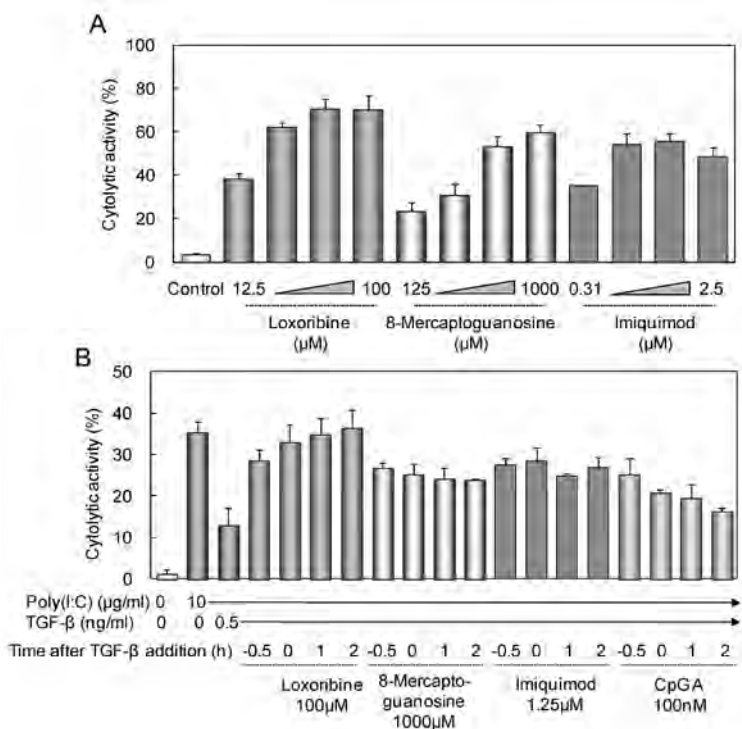 A
100
80
60
40
20
0
Cytolytic activity (%)
Control 12.5 100 125 1000 0.31 2.5
Loxoribine 8-Mercaptoguanosine Imiquimod
(µM) (µM) (µM)
B
50
40
30
20
10
0
Cytolytic activity (%)
Poly(I:C) (µg/ml) 0 10
TGF-β (ng/ml) 0 0 0.5
Time after TGF-β addition (h) -0.5 0 1 2 -0.5 0 1 2 -0.5 0 1 2 -0.5 0 1 2
Loxoribine 8-Mercapto- Imiquimod CpGA
100µM guanosine 1.25µM 100nM
1000µM